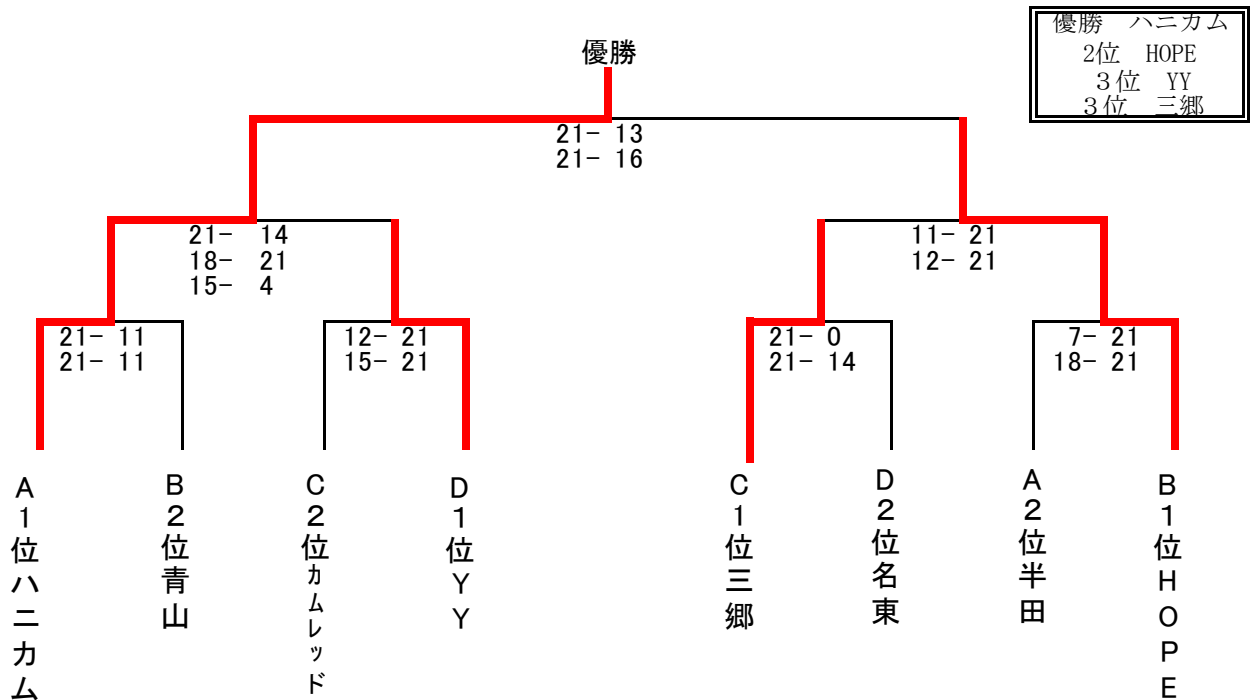 優勝 ハニカム
2位 HOPE
３位 YY
３位 三郷
優勝
21- 13
21- 16
21- 14
18- 21
15- 4
11- 21
12- 21
21- 11
21- 11
12- 21
15- 21
21- 0
21- 14
7- 21
18- 21
A1位ハニカム
B2位青山
C2位カムレッド
D1位YY
C1位三郷
D2位名東
A2位半田
B1位HOPE